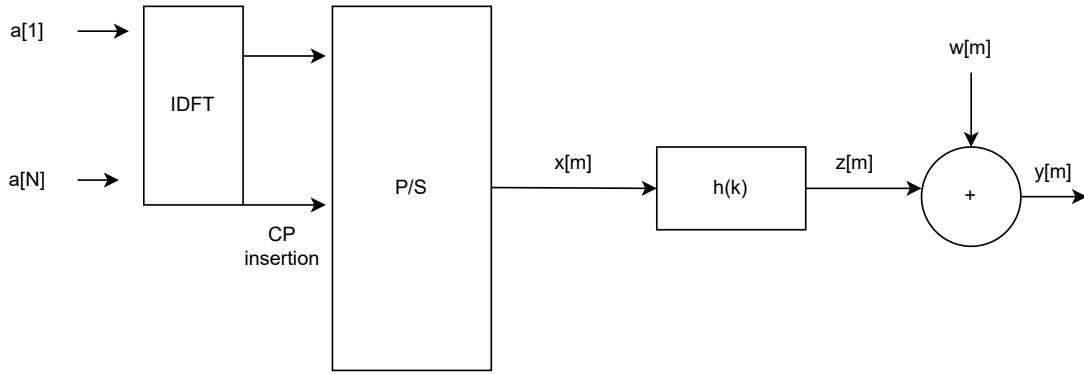 a[1]
IDFT
a[N]
CP
insertion
P/S
x[m]
h(k)
z[m]
w[m]
+
y[m]